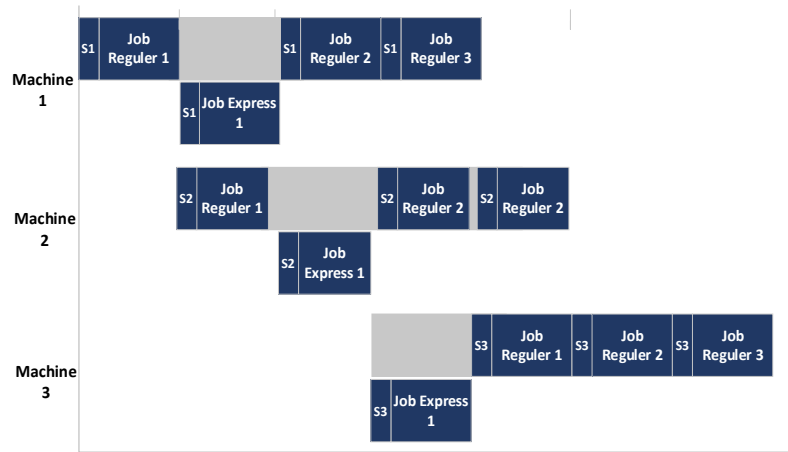 S1
Job
Reguler 1
S1
Job
Reguler 2
S1
Job
Reguler 3
Machine
1
S1
Job Express
1
S2
Job
Reguler 1
S2
Job
Reguler 2
S2
Job
Reguler 2
Machine
2
S2
Job
Express 1
S3
Job
Reguler 1
S3
Job
Reguler 2
S3
Job
Reguler 3
Machine
3
S3
Job Express
1